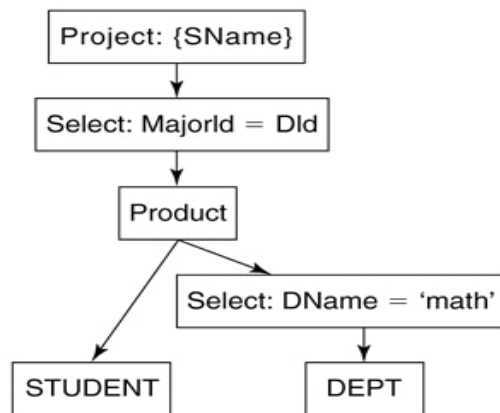 Project: {SName}
Select: MajorId = DId
Product
Select: DName = ‘math’
STUDENT
DEPT